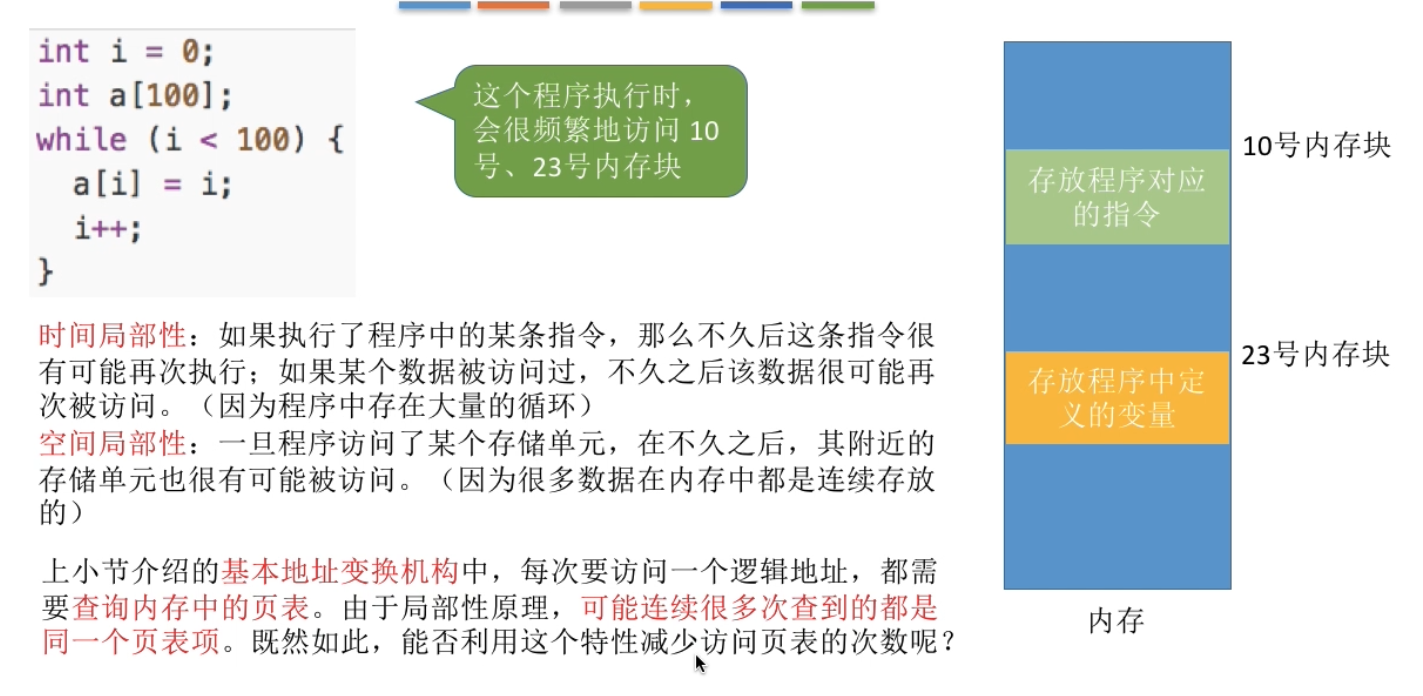 int i = 0;
int a[100];
while (i < 100) {
  a[i] = i;
  i++;
}
这个程序执行时，
会很频繁地访问 10
号、23号内存块
10号内存块
存放程序对应
的指令
23号内存块
存放程序中定
义的变量
内存
时间局部性：如果执行了程序中的某条指令，那么不久后这条指令很
有可能再次执行；如果某个数据被访问过，不久之后该数据很可能再
次被访问。（因为程序中存在大量的循环）
空间局部性：一旦程序访问了某个存储单元，在不久之后，其附近的
存储单元也很有可能被访问。（因为很多数据在内存中都是连续存放
的）
上小节介绍的基本地址变换机构中，每次要访问一个逻辑地址，都需
要查询内存中的页表。由于局部性原理，可能连续很多次查到的都是
同一个页表项。既然如此，能否利用这个特性减少访问页表的次数呢？